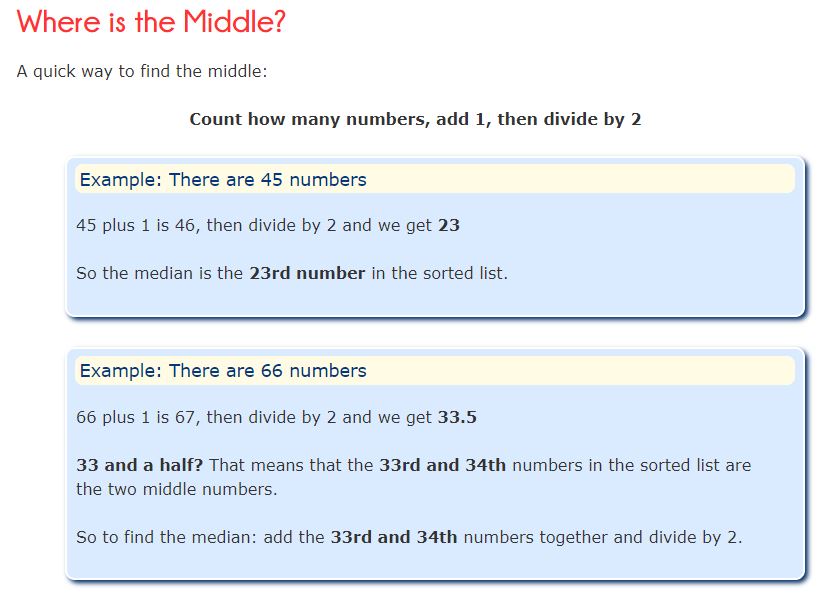 Where is the Middle?
A quick way to find the middle:
Count how many numbers, add 1, then divide by 2
Example: There are 45 numbers
45 plus 1 is 46, then divide by 2 and we get 23
So the median is the 23rd number in the sorted list.
Example: There are 66 numbers
66 plus 1 is 67, then divide by 2 and we get 33.5
33 and a half? That means that the 33rd and 34th numbers in the sorted list are
the two middle numbers.
So to find the median: add the 33rd and 34th numbers together and divide by 2.